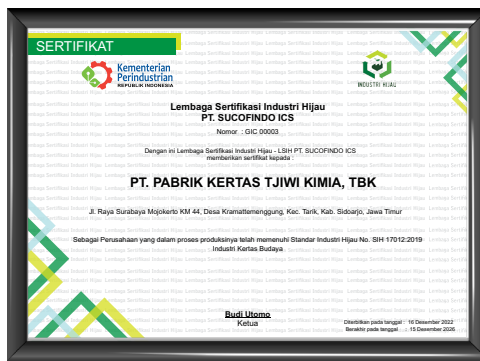 SERTIFIKAT
Kementerian
Perindustrian
REPUBLIK INDONESIA
INDUSTRI HIJAU
Lembaga Sertifikasi Industri Hijau
PT. SUCOFINDO ICS
Nomor : GIC 00003
Dengan ini Lembaga Sertifikasi Industri Hijau - LSIH PT. SUCOFINDO ICS
memberikan sertifikat kepada :
PT. PABRIK KERTAS TJIWI KIMIA, TBK
Jl. Raya Surabaya Mojokerto KM 44, Desa Kramattemenggung, Kec. Tarik, Kab. Sidoarjo, Jawa Timur
Sebagai Perusahaan yang dalam proses produksinya telah memenuhi Standar Industri Hijau No. SIH 17012:2019
Industri Kertas Budaya
Budi Utomo
Ketua
Diterbitkan pada tanggal : 16 Desember 2022
Berakhir pada tanggal : 15 Desember 2026